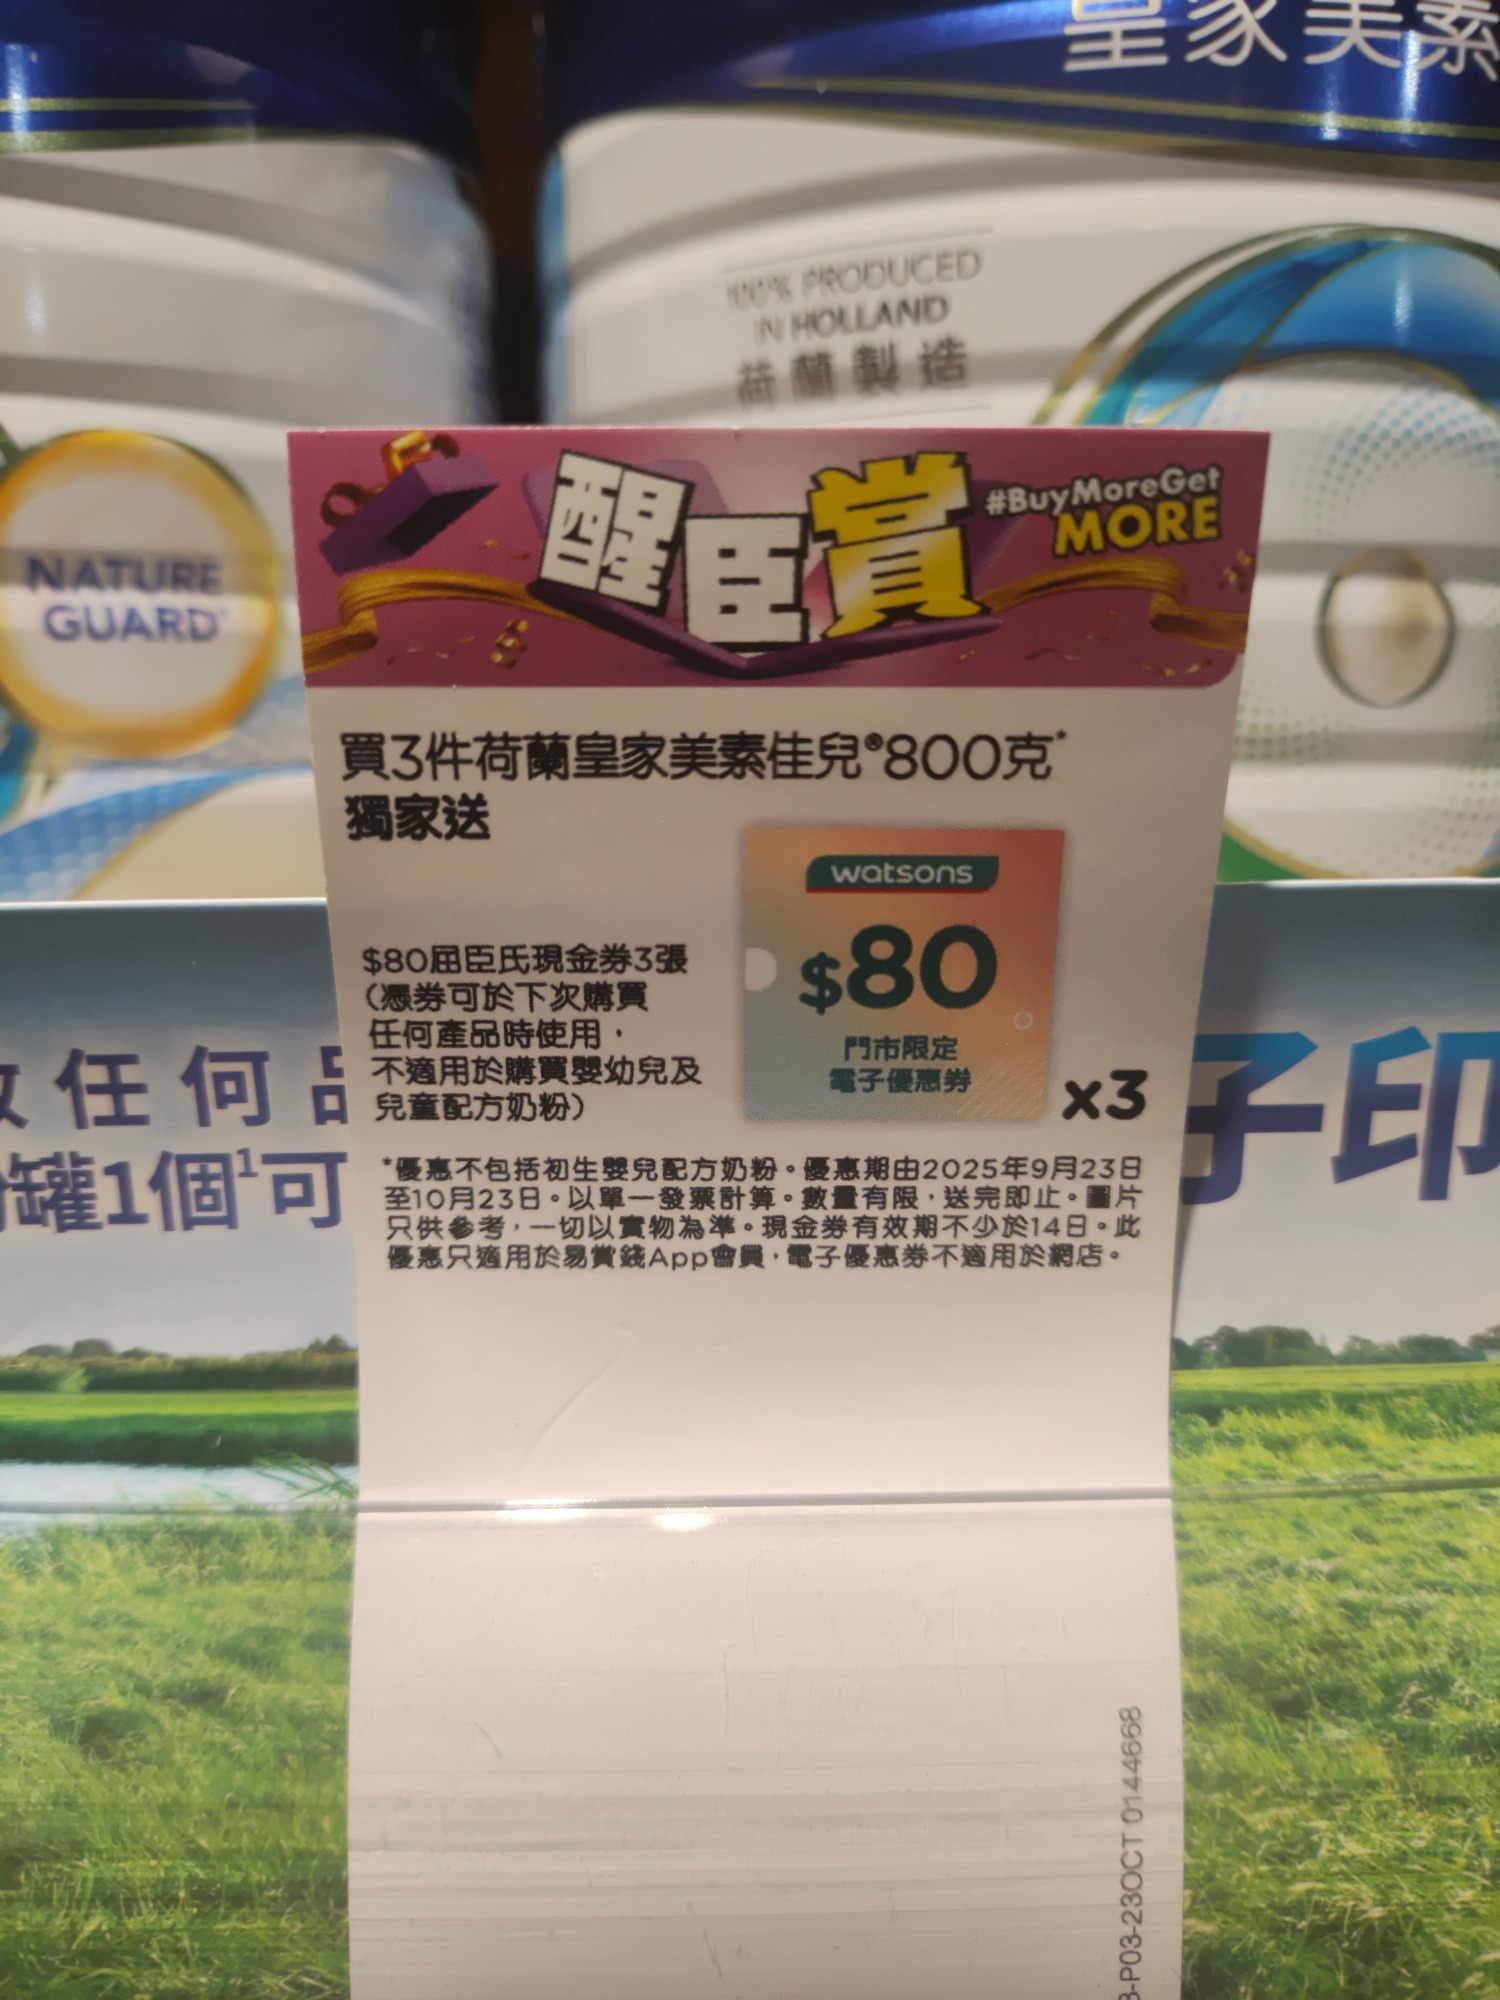 皇家美素
100% PRODUCED
IN HOLLAND
荷蘭製造
NATURE
GUARD
醒臣賞
#BuyMoreGet
MORE
買3件荷蘭皇家美素佳兒®800克*
獨家送
watsons
$80
門市限定
電子優惠券
x3
$80屈臣氏現金券3張
(憑券可於下次購買
任何產品時使用，
不適用於購買嬰幼兒及
兒童配方奶粉)
*優惠不包括初生嬰兒配方奶粉。優惠期由2025年9月23日
至10月23日。以單一發票計算。數量有限，送完即止。圖片
只供參考，一切以實物為準。現金券有效期不少於14日。此
優惠只適用於易賞錢App會員，電子優惠券不適用於網店。
任何品
罐1個¹可
子印
-P03-23OCT 0144668